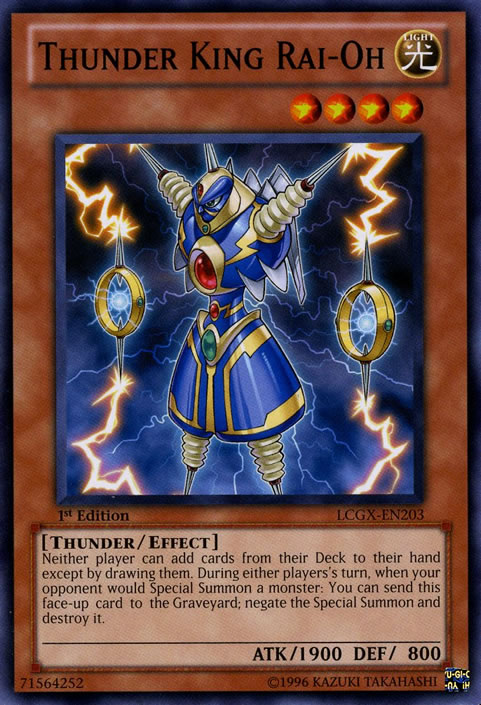 THUNDER KING RAI-OH
LIGHT
光
1st Edition
LCGX-EN203
[THUNDER/EFFECT]
Neither player can add cards from their Deck to their hand
except by drawing them. During either players's turn, when your
opponent would Special Summon a monster: You can send this
face-up card to the Graveyard; negate the Special Summon and
destroy it.
ATK/1900 DEF/ 800
71564252
©1996 KAZUKI TAKAHASHI